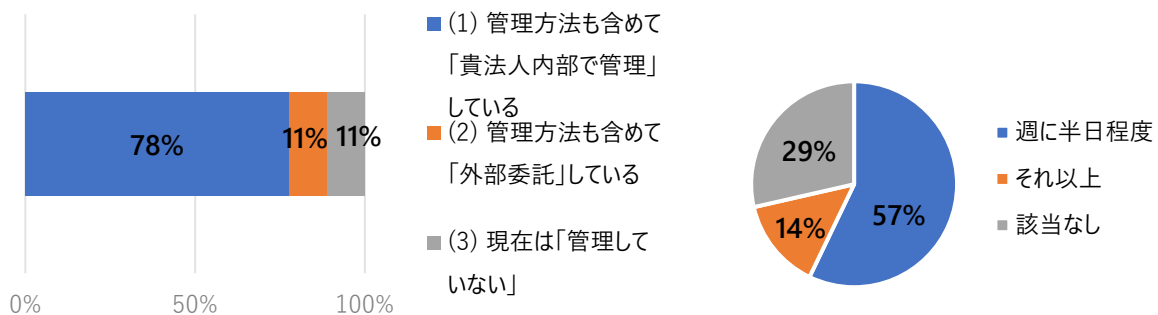 (1) 管理方法も含めて
「貴法人内部で管理」
している
(2) 管理方法も含めて
「外部委託」している
(3) 現在は「管理して
いない」
78%
11%
11%
0%
50%
100%
29%
14%
57%
週に半日程度
それ以上
該当なし